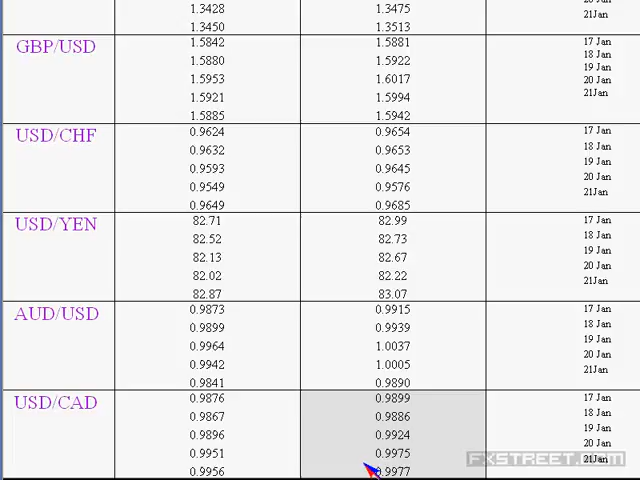 1.3428 1.3475
1.3450 1.3513 21Jan
GBP/USD 1.5842 1.5881 17 Jan
1.5880 1.5922 18 Jan
1.5953 1.6017 19 Jan
1.5921 1.5994 20 Jan
1.5885 1.5942 21Jan
USD/CHF 0.9624 0.9654 17 Jan
0.9632 0.9653 18 Jan
0.9593 0.9645 19 Jan
0.9549 0.9576 20 Jan
0.9649 0.9685 21Jan
USD/YEN 82.71 82.99 17 Jan
82.52 82.73 18 Jan
82.13 82.67 19 Jan
82.02 82.22 20 Jan
82.87 83.07 21Jan
AUD/USD 0.9873 0.9915 17 Jan
0.9899 0.9939 18 Jan
0.9964 1.0037 19 Jan
0.9942 1.0005 20 Jan
0.9841 0.9890 21Jan
USD/CAD 0.9876 0.9899 17 Jan
0.9867 0.9886 18 Jan
0.9896 0.9924 19 Jan
0.9951 0.9975 20 Jan
0.9956 0.9977 21Jan
FXSTREET.COM